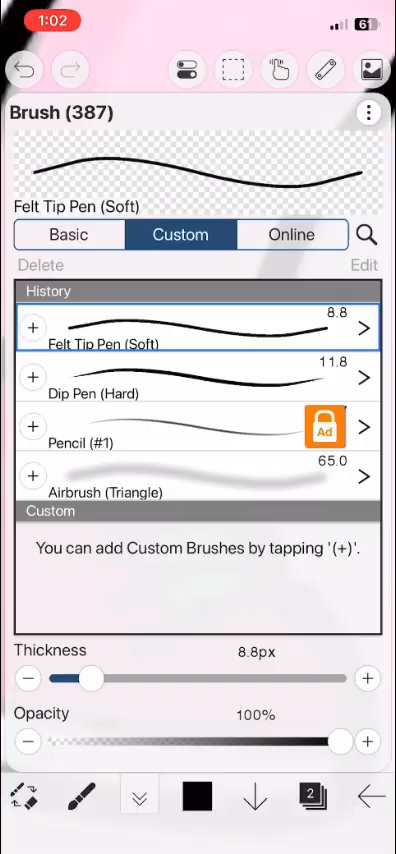 1:02
61
Brush (387)
Felt Tip Pen (Soft)
Basic
Custom
Online
Delete
Edit
History
8.8
Felt Tip Pen (Soft)
11.8
Dip Pen (Hard)
Ad
Pencil (#1)
65.0
Airbrush (Triangle)
Custom
You can add Custom Brushes by tapping '(+)'.
Thickness
8.8px
Opacity
100%
2